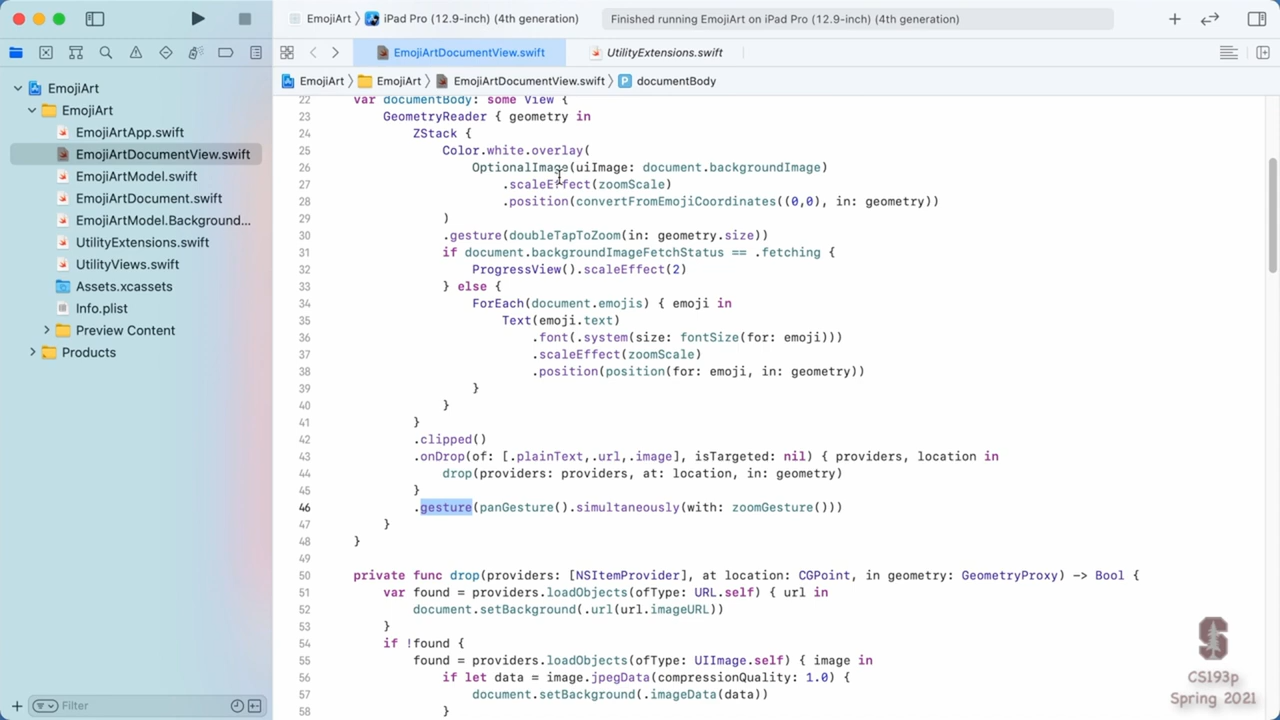 EmojiArt
iPad Pro (12.9-inch) (4th generation)
Finished running EmojiArt on iPad Pro (12.9-inch) (4th generation)
EmojiArtDocumentView.swift
UtilityExtensions.swift
EmojiArt
EmojiArt
EmojiArtDocumentView.swift
P documentBody
EmojiArt
EmojiArt
EmojiArtApp.swift
EmojiArtDocumentView.swift
EmojiArtModel.swift
EmojiArtDocument.swift
EmojiArtModel.Background...
UtilityExtensions.swift
UtilityViews.swift
Assets.xcassets
Info.plist
Preview Content
Products
Filter
22 var documentBody: some View {
23 GeometryReader { geometry in
24 ZStack {
25 Color.white.overlay(
26 OptionalImage(uiImage: document.backgroundImage)
27 .scaleEffect(zoomScale)
28 .position(convertFromEmojiCoordinates((0,0), in: geometry))
29 )
30 .gesture(doubleTapToZoom(in: geometry.size))
31 if document.backgroundImageFetchStatus == .fetching {
32 ProgressView().scaleEffect(2)
33 } else {
34 ForEach(document.emojis) { emoji in
35 Text(emoji.text)
36 .font(.system(size: fontSize(for: emoji)))
37 .scaleEffect(zoomScale)
38 .position(position(for: emoji, in: geometry))
39 }
40 }
41 }
42 .clipped()
43 .onDrop(of: [.plainText,.url,.image], isTargeted: nil) { providers, location in
44 drop(providers: providers, at: location, in: geometry)
45 }
46 .gesture(panGesture().simultaneously(with: zoomGesture()))
47 }
48 }
49
50 private func drop(providers: [NSItemProvider], at location: CGPoint, in geometry: GeometryProxy) -> Bool {
51 var found = providers.loadObjects(ofType: URL.self) { url in
52 document.setBackground(.url(url.imageURL))
53 }
54 if !found {
55 found = providers.loadObjects(ofType: UIImage.self) { image in
56 if let data = image.jpegData(compressionQuality: 1.0) {
57 document.setBackground(.imageData(data))
58 }
S
CS193p
Spring 2021